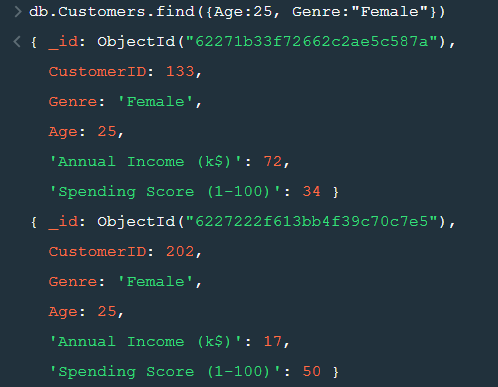 > db.Customers.find({Age:25, Genre:"Female"})
< { _id: ObjectId("62271b33f72662c2ae5c587a"),
CustomerID: 133,
Genre: 'Female',
Age: 25,
'Annual Income (k$)': 72,
'Spending Score (1-100)': 34 }
{ _id: ObjectId("6227222f613bb4f39c70c7e5"),
CustomerID: 202,
Genre: 'Female',
Age: 25,
'Annual Income (k$)': 17,
'Spending Score (1-100)': 50 }